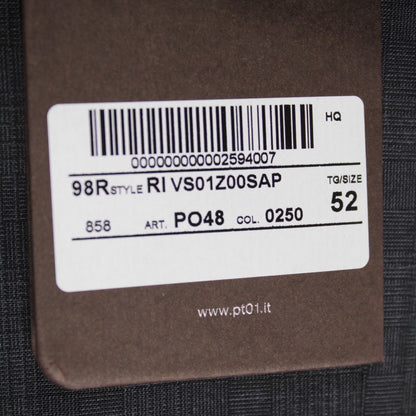 HQ
000000000002594007
98R STYLE RI VS01Z00SAP TG/SIZE
858 ART. PO48 COL. 0250 52
www.pt01.it